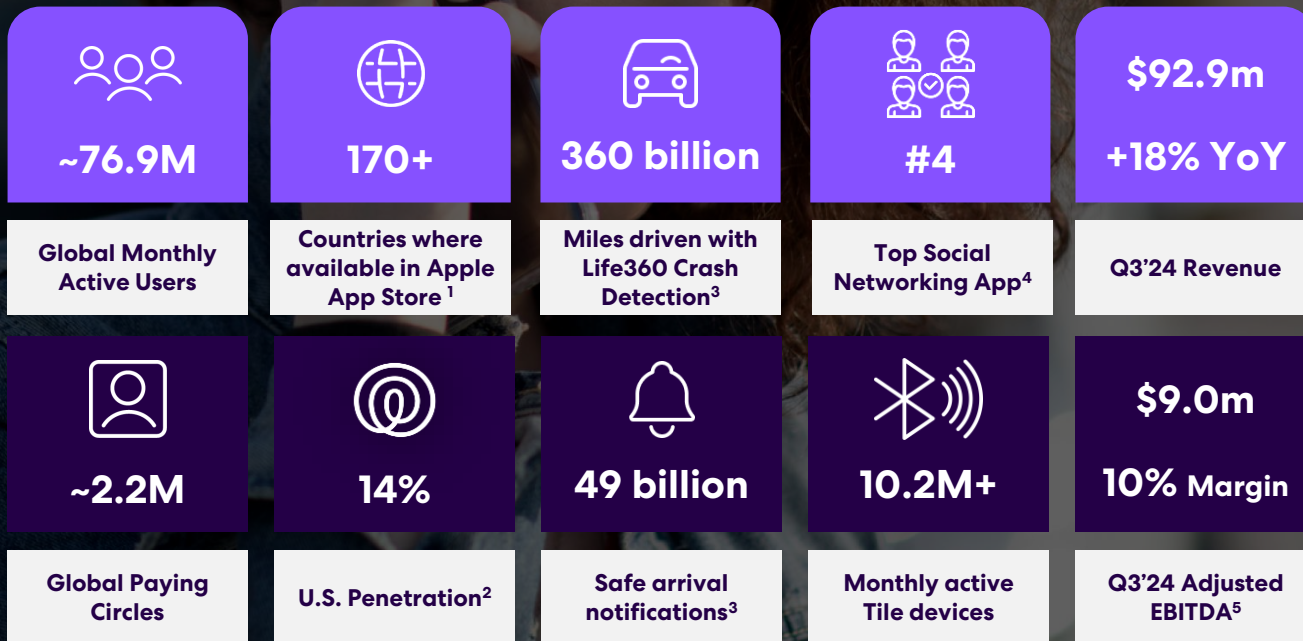 ~76.9M
Global Monthly
Active Users
170+
Countries where
available in Apple
App Store ¹
360 billion
Miles driven with
Life360 Crash
Detection³
#4
Top Social
Networking App⁴
$92.9m
+18% YoY
Q3’24 Revenue
~2.2M
Global Paying
Circles
14%
U.S. Penetration²
49 billion
Safe arrival
notifications³
10.2M+
Monthly active
Tile devices
$9.0m
10% Margin
Q3’24 Adjusted
EBITDA⁵